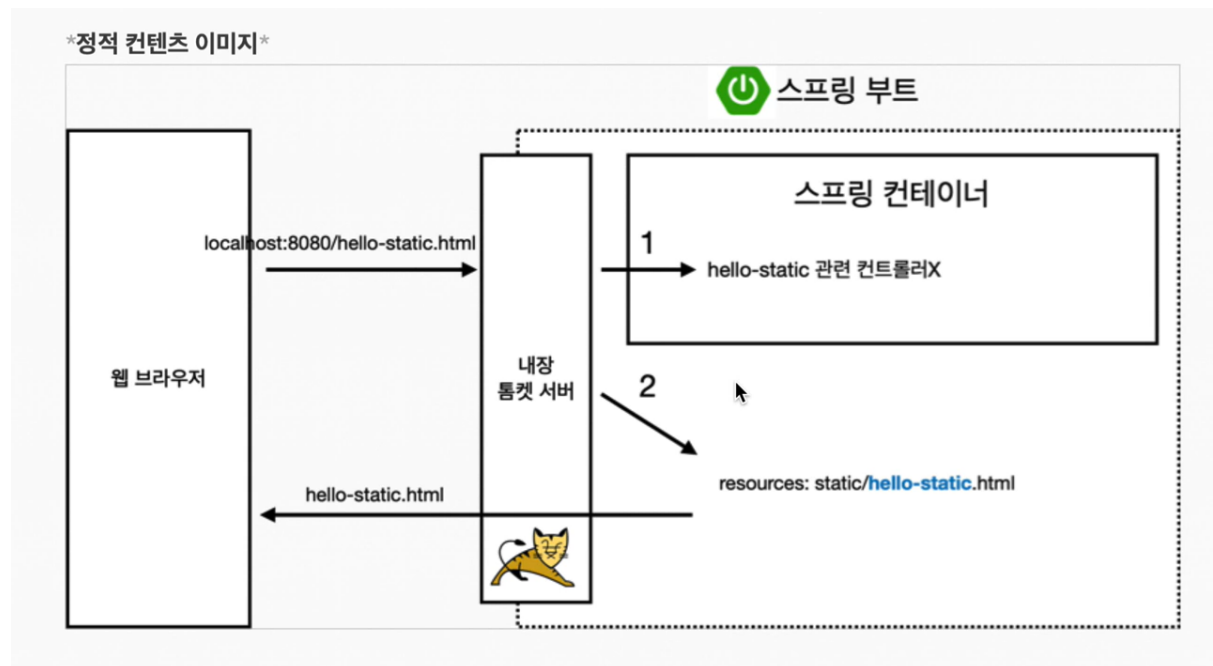 *정적 컨텐츠 이미지*
스프링 부트
스프링 컨테이너
localhost:8080/hello-static.html
1
hello-static 관련 컨트롤러X
웹 브라우저
내장
톰켓 서버
2
resources: static/hello-static.html
hello-static.html